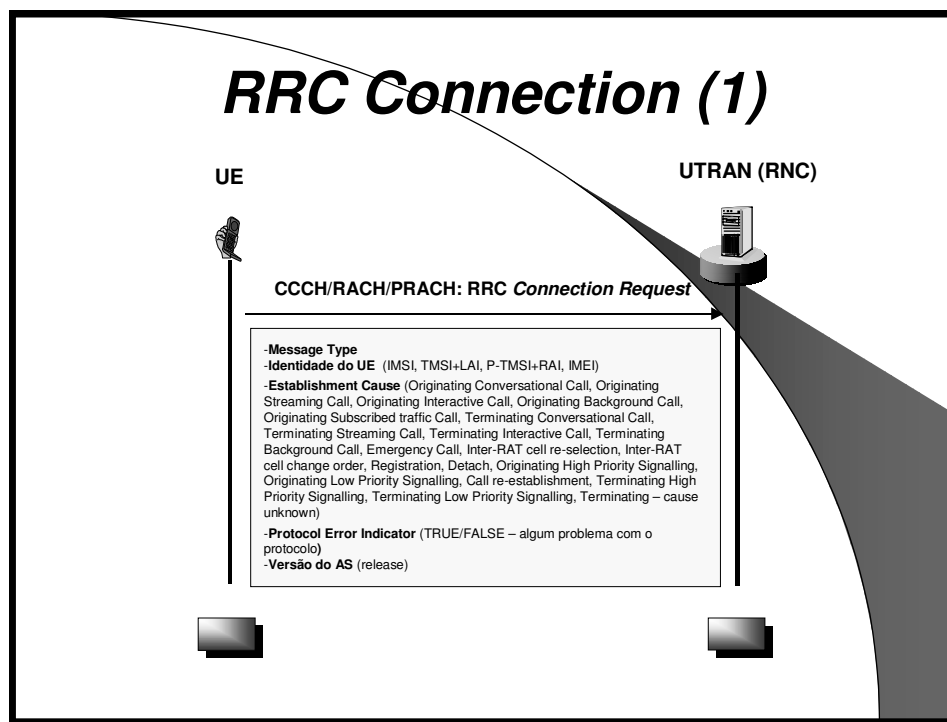 RRC Connection (1)
UE
UTRAN (RNC)
CCCH/RACH/PRACH: RRC Connection Request
-Message Type
-Identidade do UE (IMSI, TMSI+LAI, P-TMSI+RAI, IMEI)
-Establishment Cause (Originating Conversational Call, Originating
Streaming Call, Originating Interactive Call, Originating Background Call,
Originating Subscribed traffic Call, Terminating Conversational Call,
Terminating Streaming Call, Terminating Interactive Call, Terminating
Background Call, Emergency Call, Inter-RAT cell re-selection, Inter-RAT
cell change order, Registration, Detach, Originating High Priority Signalling,
Originating Low Priority Signalling, Call re-establishment, Terminating High
Priority Signalling, Terminating Low Priority Signalling, Terminating – cause
unknown)
-Protocol Error Indicator (TRUE/FALSE – algum problema com o
protocolo)
-Versão do AS (release)